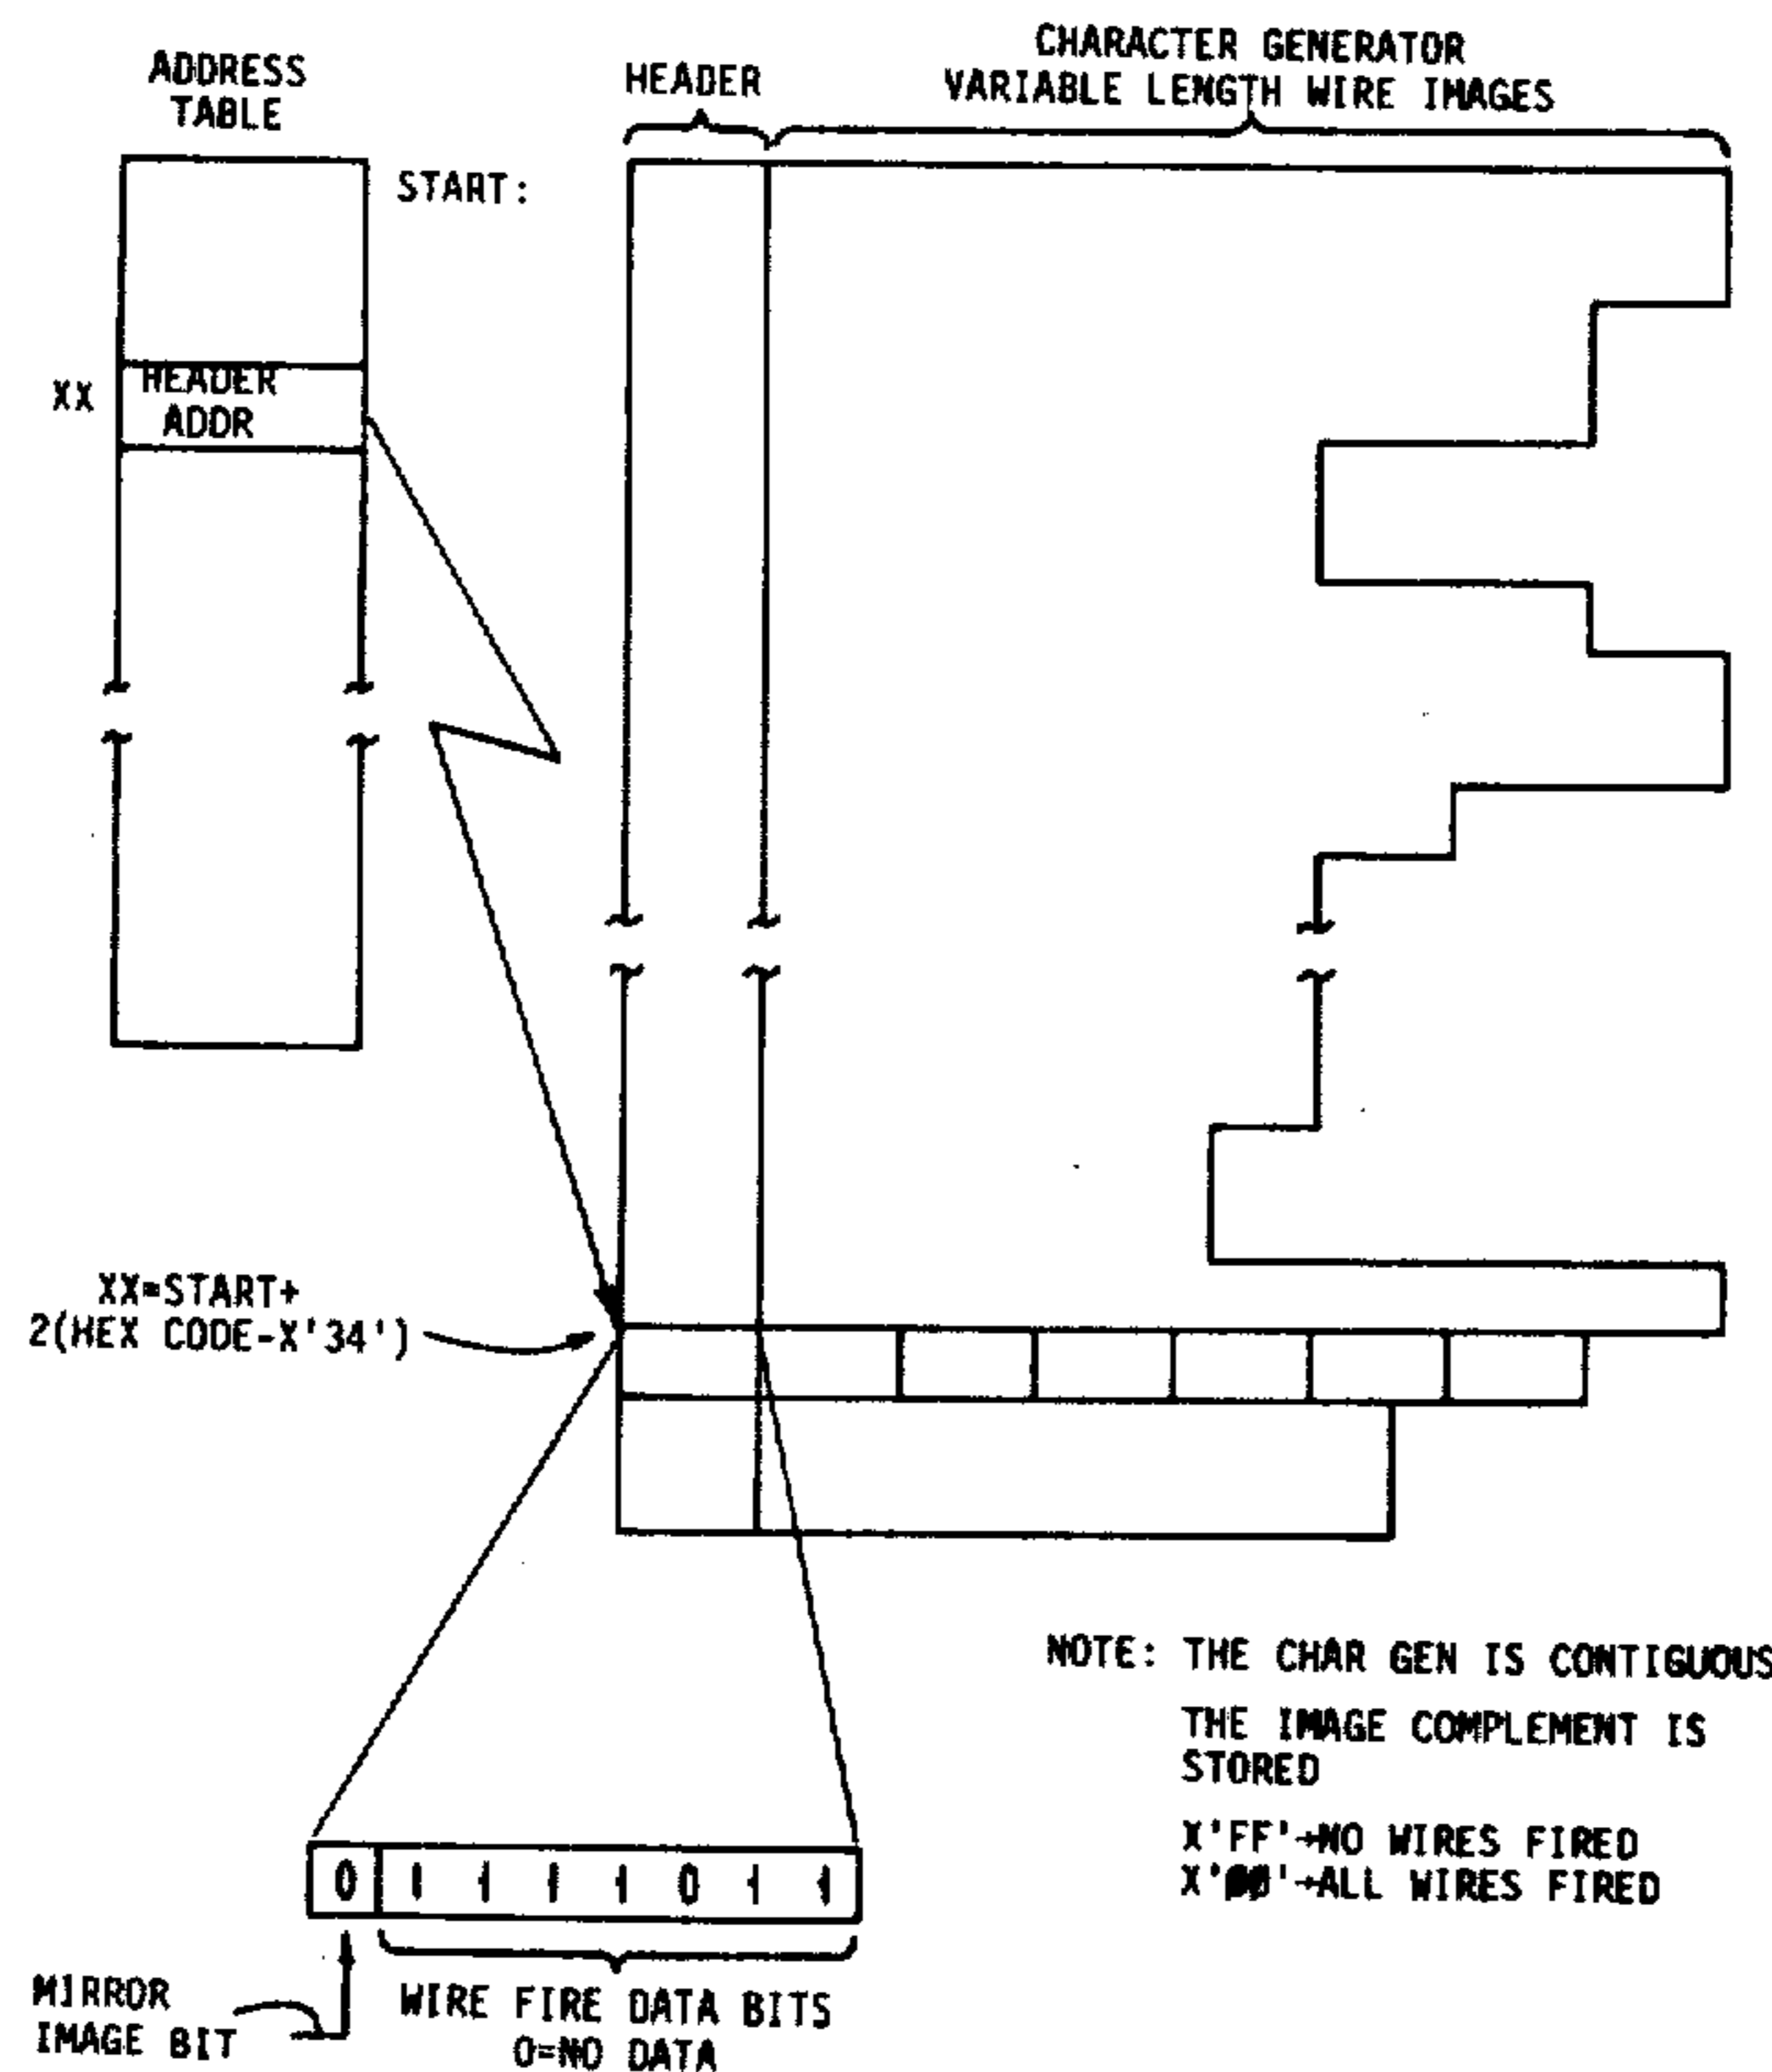 ADDRESS
TABLE
HEADER
CHARACTER GENERATOR
VARIABLE LENGTH WIRE IMAGES
START:
XX
HEADER
ADDR
XX=START+
2(HEX CODE-X'34')
NOTE: THE CHAR GEN IS CONTIGUOUS
THE IMAGE COMPLEMENT IS
STORED
X'FF'→NO WIRES FIRED
X'00'→ALL WIRES FIRED
0 1 1 1 1 0 1 1
MIRROR
IMAGE BIT
WIRE FIRE DATA BITS
0=NO DATA